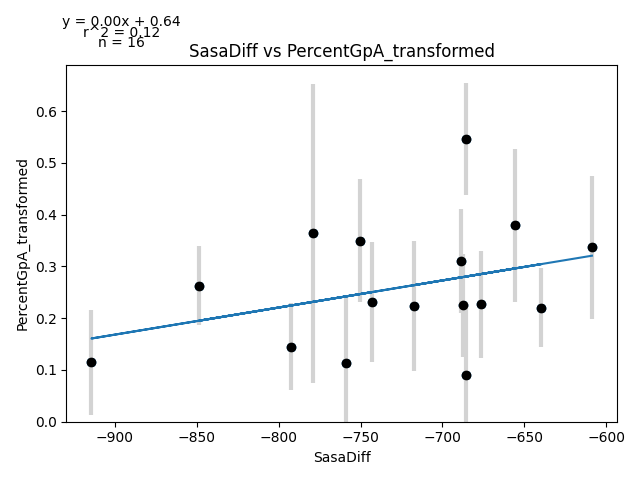 y = 0.00x + 0.64
r^2 = 0.12
n = 16
SasaDiff vs PercentGpA_transformed
PercentGpA_transformed
0.6
0.5
0.4
0.3
0.2
0.1
0.0
−900 −850 −800 −750 −700 −650 −600
SasaDiff